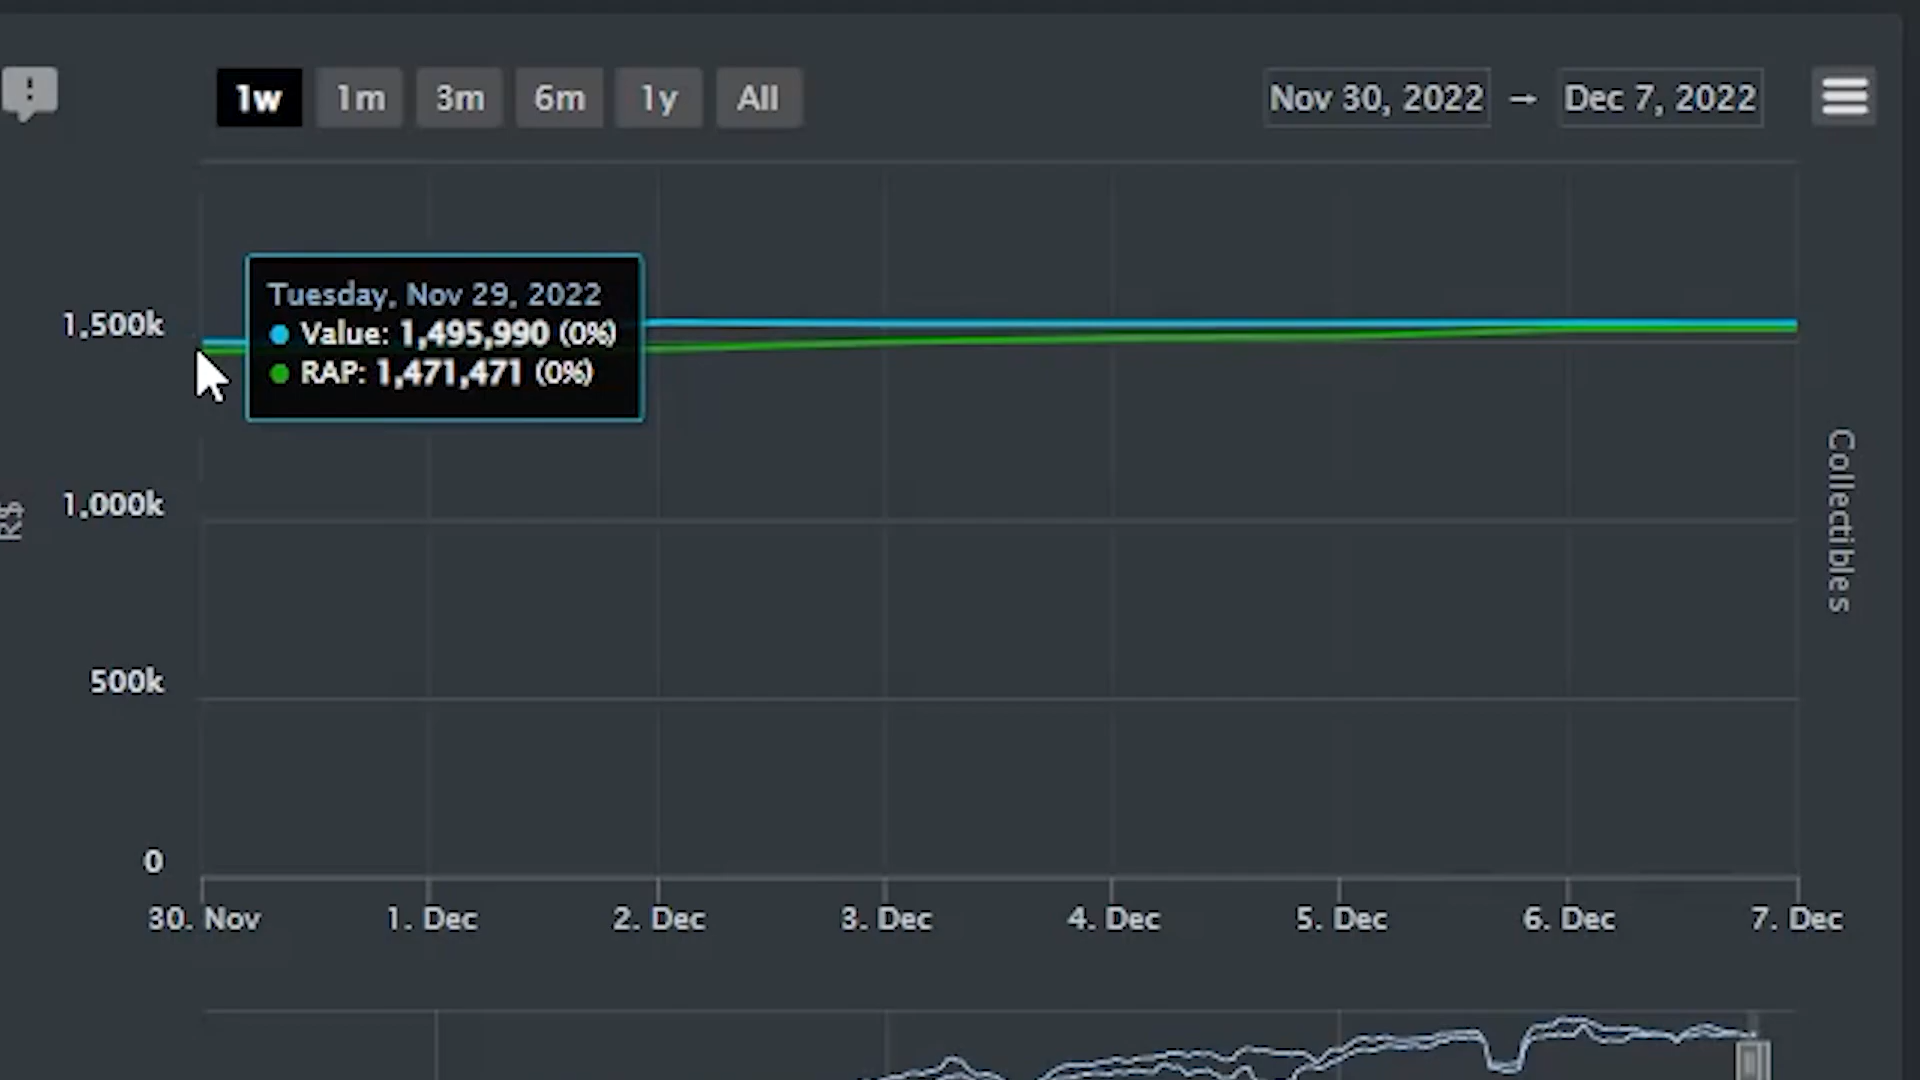 1w 1m 3m 6m 1y All Nov 30, 2022 → Dec 7, 2022
Tuesday, Nov 29, 2022
Value: 1,495,990 (0%)
RAP: 1,471,471 (0%)
1,500k
1,000k
500k
0
R$
Collectibles
30. Nov 1. Dec 2. Dec 3. Dec 4. Dec 5. Dec 6. Dec 7. Dec